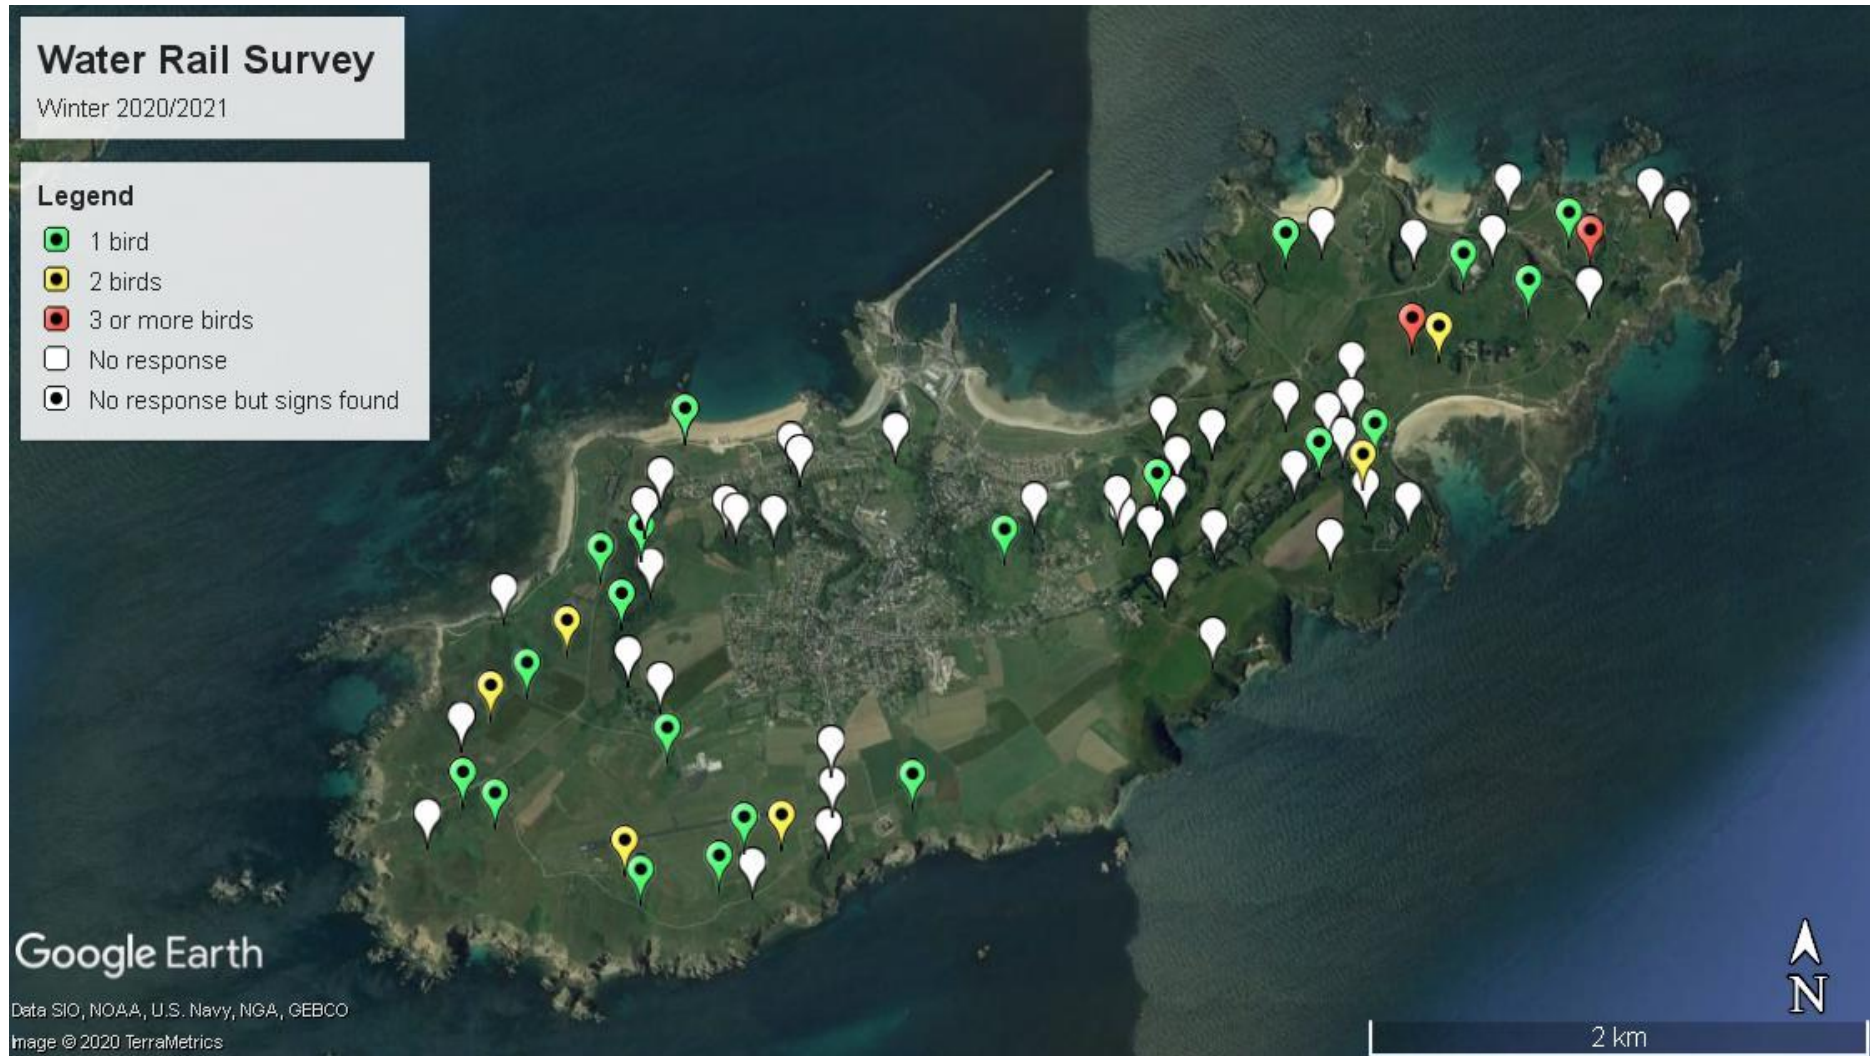 Water Rail Survey
Winter 2020/2021
Legend
1 bird
2 birds
3 or more birds
No response
No response but signs found
Google Earth
Data SIO, NOAA, U.S. Navy, NGA, GEBCO
Image © 2020 TerraMetrics
N
2 km